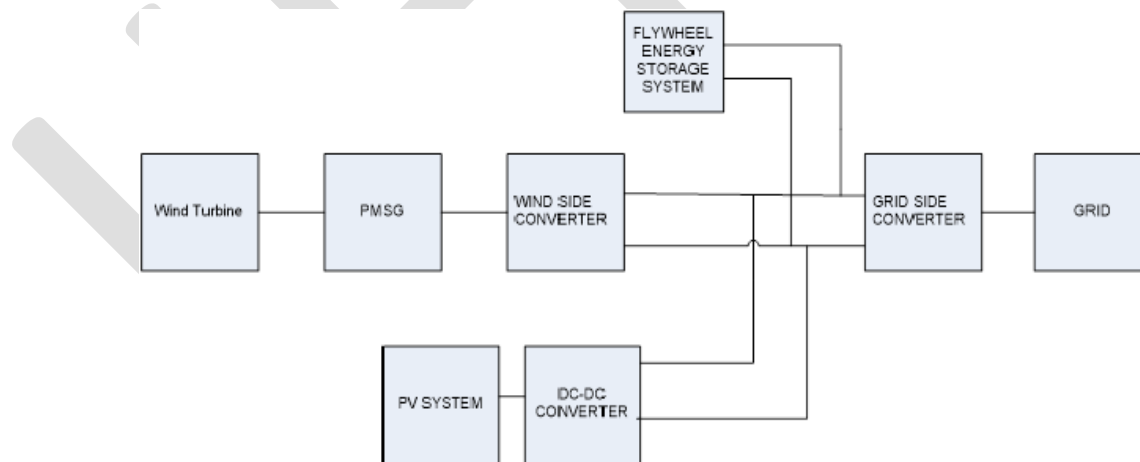 FLYWHEEL
ENERGY
STORAGE
SYSTEM
Wind Turbine
PMSG
WIND SIDE
CONVERTER
GRID SIDE
CONVERTER
GRID
PV SYSTEM
DC-DC
CONVERTER